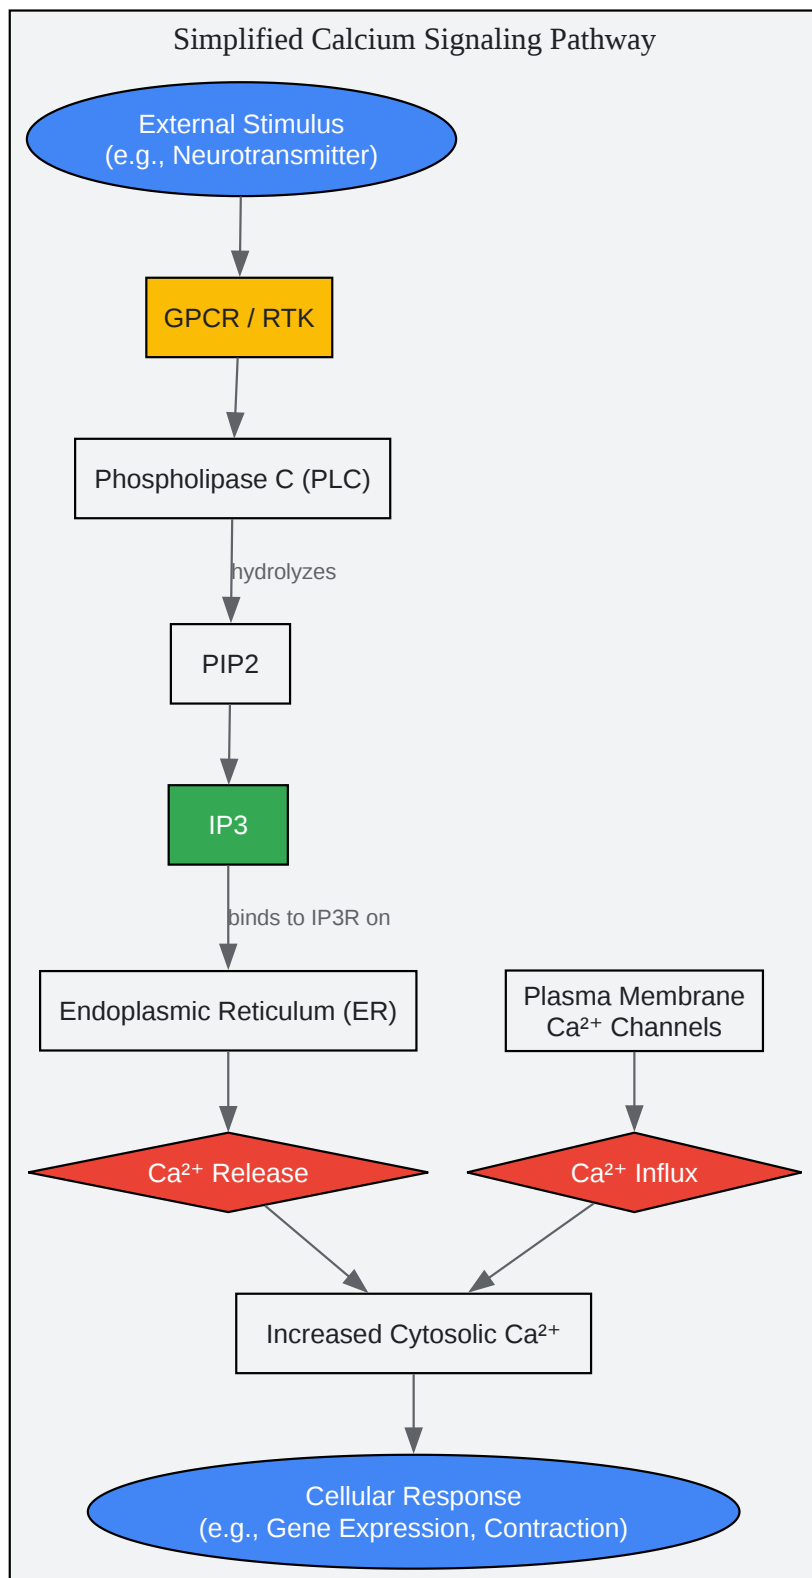 Simplified Calcium Signaling Pathway
External Stimulus
(e.g., Neurotransmitter)
GPCR / RTK
Phospholipase C (PLC)
hydrolyzes
PIP2
IP3
binds to IP3R on
Endoplasmic Reticulum (ER)
Plasma Membrane
Ca²⁺ Channels
Ca²⁺ Release
Ca²⁺ Influx
Increased Cytosolic Ca²⁺
Cellular Response
(e.g., Gene Expression, Contraction)